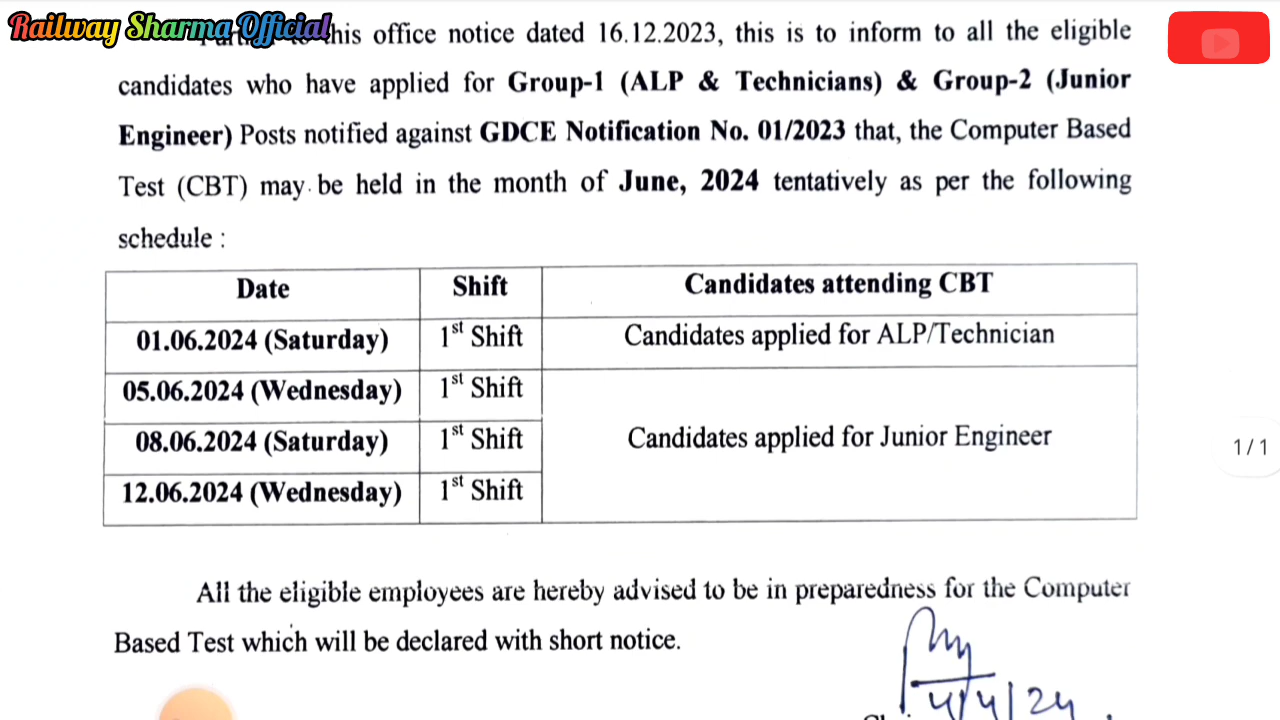 Railway Sharma Official
this office notice dated 16.12.2023, this is to inform to all the eligible
candidates who have applied for Group-1 (ALP & Technicians) & Group-2 (Junior
Engineer) Posts notified against GDCE Notification No. 01/2023 that, the Computer Based
Test (CBT) may be held in the month of June, 2024 tentatively as per the following
schedule :
Date Shift Candidates attending CBT
01.06.2024 (Saturday) 1st Shift Candidates applied for ALP/Technician
05.06.2024 (Wednesday) 1st Shift
08.06.2024 (Saturday) 1st Shift Candidates applied for Junior Engineer
12.06.2024 (Wednesday) 1st Shift
1/1
All the eligible employees are hereby advised to be in preparedness for the Computer
Based Test which will be declared with short notice.
4/4/24